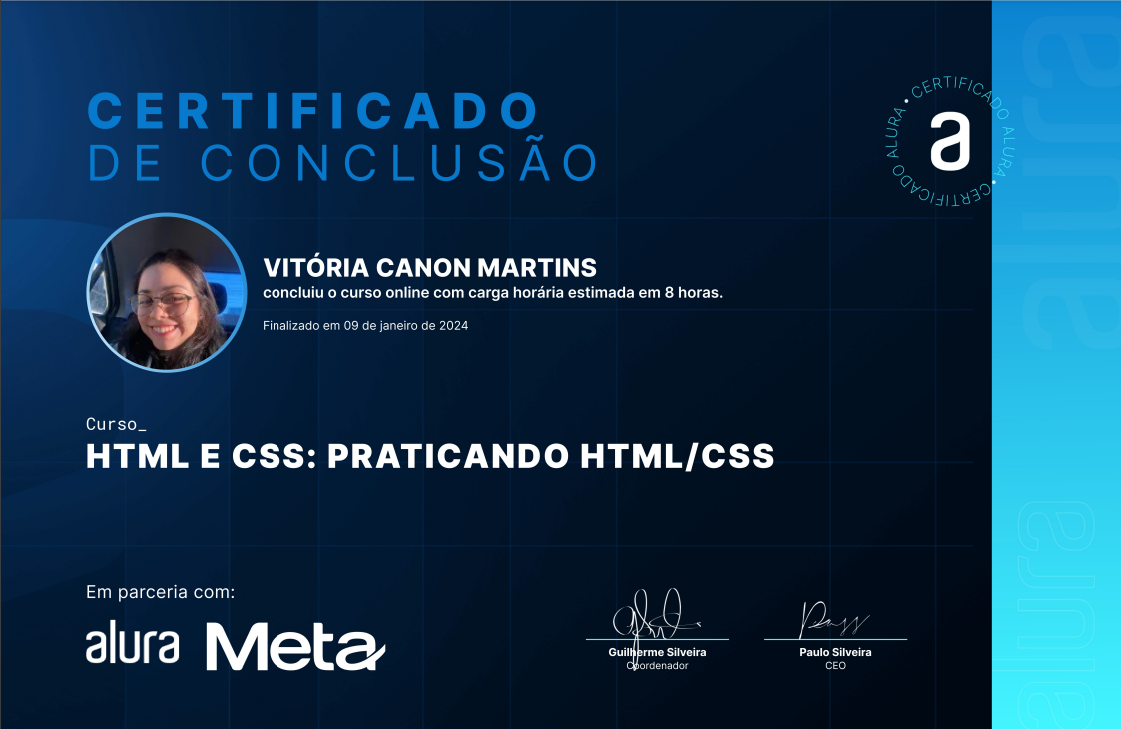 CERTIFICADO
DE CONCLUSÃO
CERTIFICADO ALURA • CERTIFICADO ALURA •
a
VITÓRIA CANON MARTINS
concluiu o curso online com carga horária estimada em 8 horas.
Finalizado em 09 de janeiro de 2024
Curso_
HTML E CSS: PRATICANDO HTML/CSS
Em parceria com:
alura Meta
Guilherme Silveira
Coordenador
Paulo Silveira
CEO
alura
alura